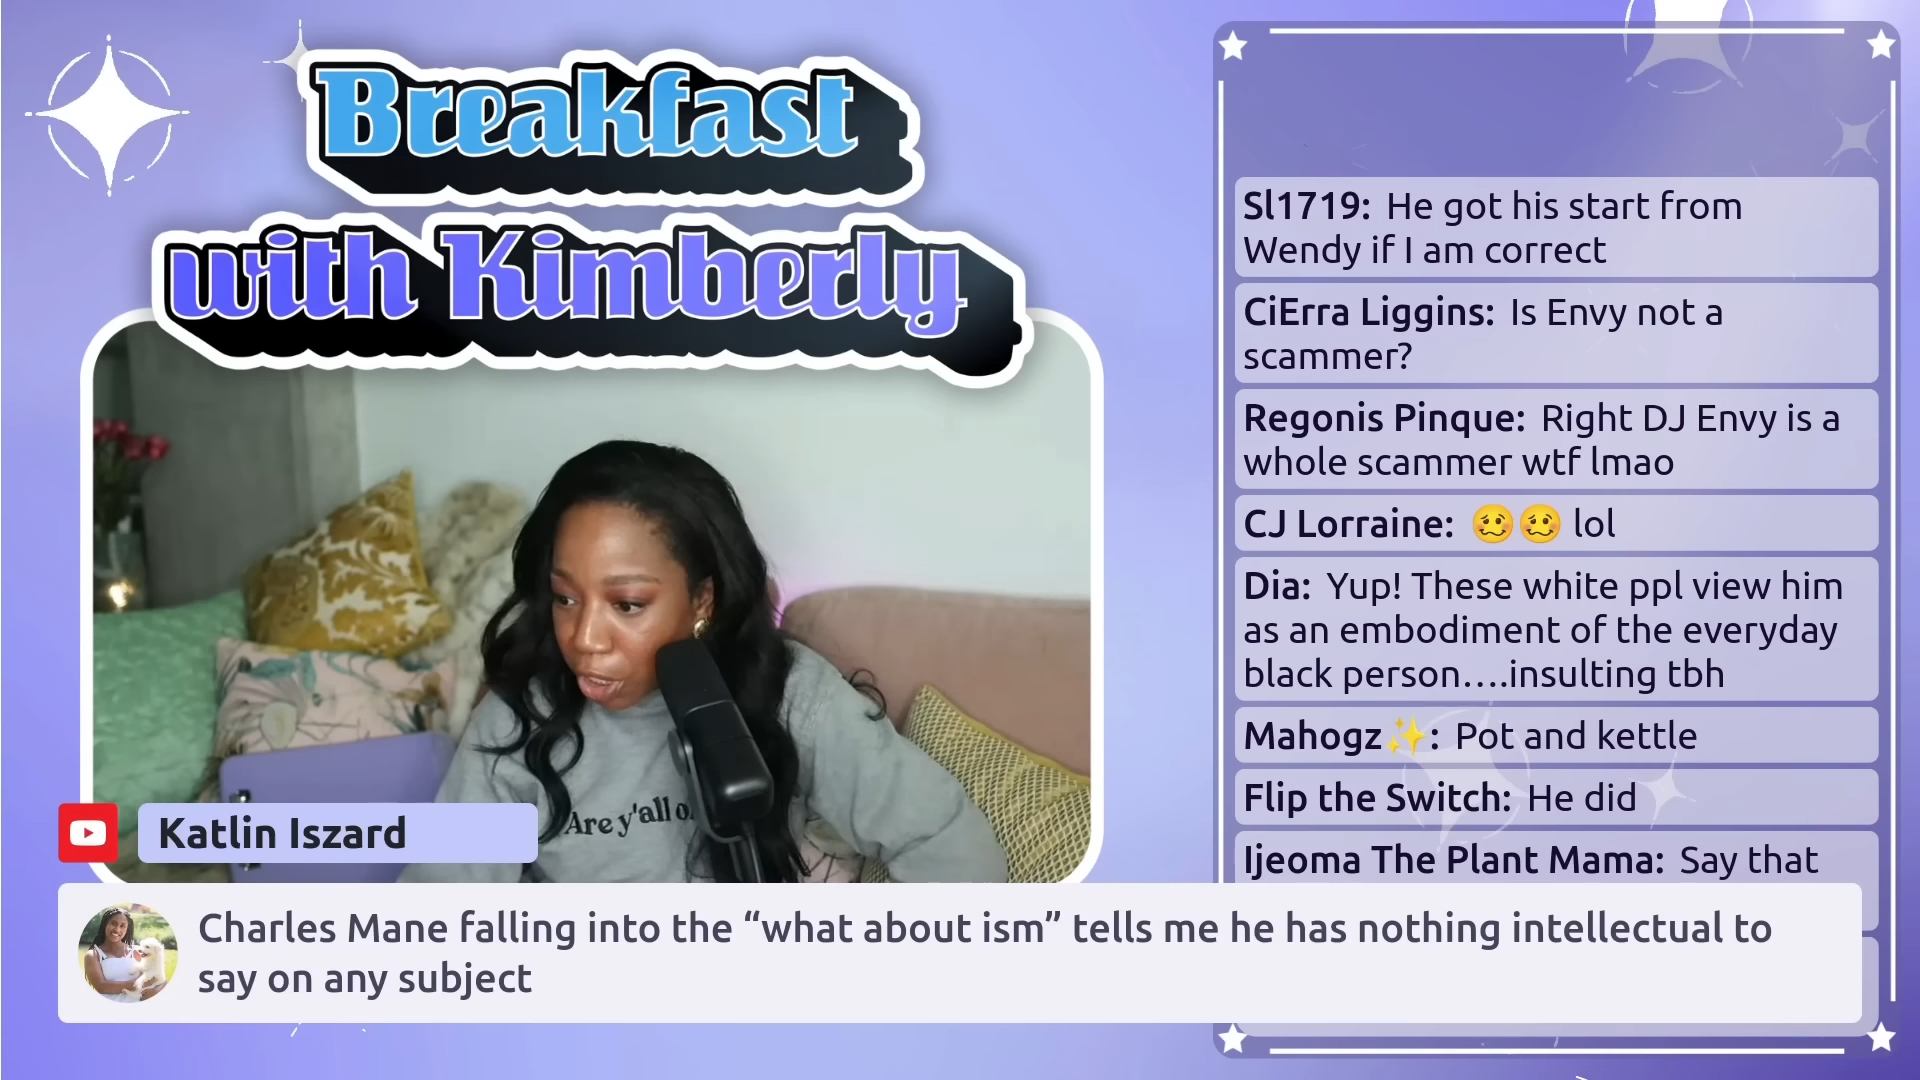 Breakfast
with Kimberly
Are y'all
Katlin Iszard
Charles Mane falling into the “what about ism” tells me he has nothing intellectual to
say on any subject
Sl1719: He got his start from
Wendy if I am correct
CiErra Liggins: Is Envy not a
scammer?
Regonis Pinque: Right DJ Envy is a
whole scammer wtf lmao
CJ Lorraine: 🥴🥴 lol
Dia: Yup! These white ppl view him
as an embodiment of the everyday
black person....insulting tbh
Mahogz✨: Pot and kettle
Flip the Switch: He did
Ijeoma The Plant Mama: Say that